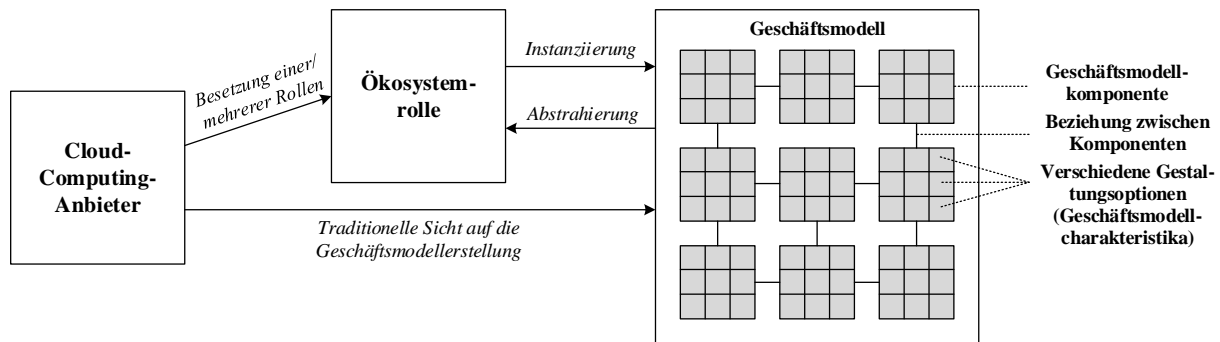 Cloud-
Computing-
Anbieter
Besetzung einer/
mehrerer Rollen
Ökosystem-
rolle
Instanziierung
Abstrahierung
Traditionelle Sicht auf die
Geschäftsmodellerstellung
Geschäftsmodell
Geschäftsmodell-
komponente
Beziehung zwischen
Komponenten
Verschiedene Gestal-
tungsoptionen
(Geschäftsmodell-
charakteristika)